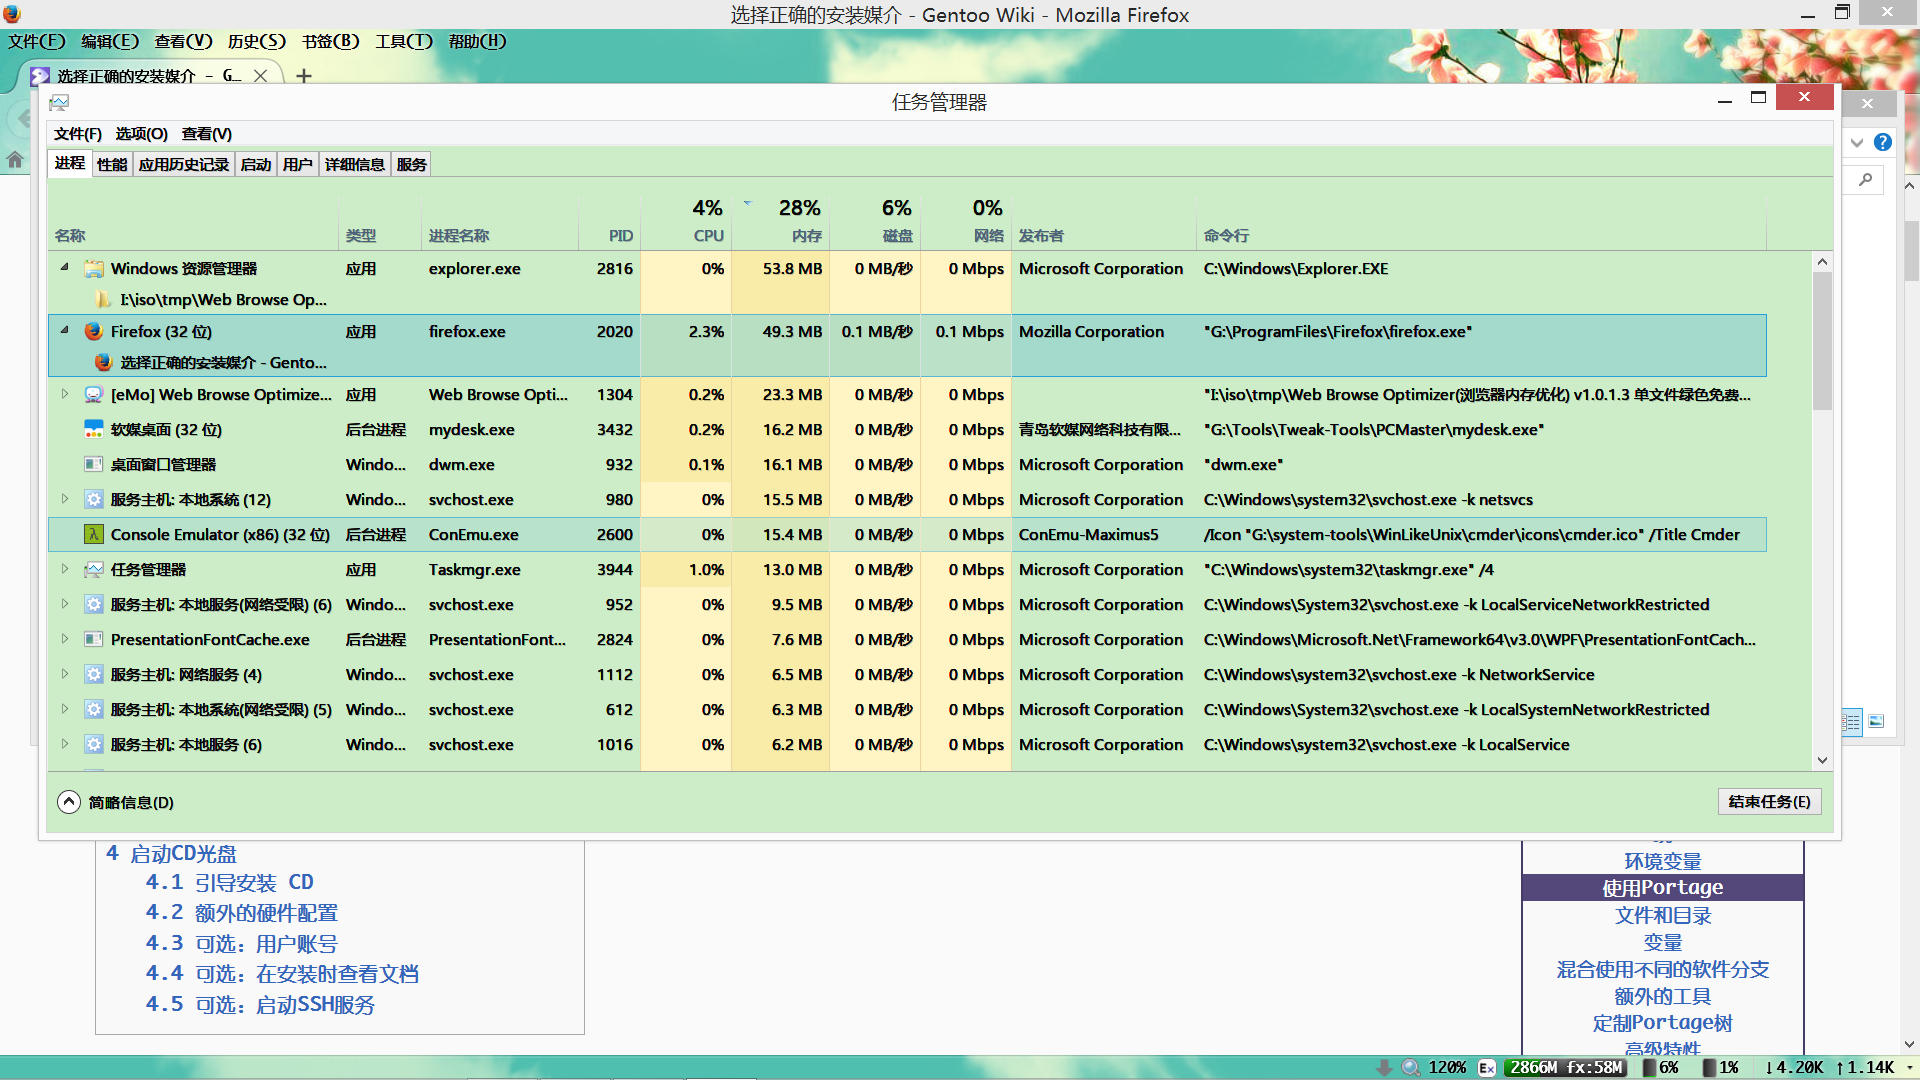 选择正确的安装媒介 - Gentoo Wiki - Mozilla Firefox
文件(F) 编辑(E) 查看(V) 历史(S) 书签(B) 工具(T) 帮助(H)
选择正确的安装媒介 - G...
任务管理器
文件(F) 选项(O) 查看(V)
进程 性能 应用历史记录 启动 用户 详细信息 服务
4% 28% 6% 0%
名称 类型 进程名称 PID CPU 内存 磁盘 网络 发布者 命令行
Windows 资源管理器 应用 explorer.exe 2816 0% 53.8 MB 0 MB/秒 0 Mbps Microsoft Corporation C:\Windows\Explorer.EXE
I:\iso\tmp\Web Browse Op...
Firefox (32 位) 应用 firefox.exe 2020 2.3% 49.3 MB 0.1 MB/秒 0.1 Mbps Mozilla Corporation "G:\ProgramFiles\Firefox\firefox.exe"
选择正确的安装媒介 - Gento...
[eMo] Web Browse Optimize... 应用 Web Browse Opti... 1304 0.2% 23.3 MB 0 MB/秒 0 Mbps "I:\iso\tmp\Web Browse Optimizer(浏览器内存优化) v1.0.1.3 单文件绿色免费...
软媒桌面 (32 位) 后台进程 mydesk.exe 3432 0.2% 16.2 MB 0 MB/秒 0 Mbps 青岛软媒网络科技有限... "G:\Tools\Tweak-Tools\PCMaster\mydesk.exe"
桌面窗口管理器 Windo... dwm.exe 932 0.1% 16.1 MB 0 MB/秒 0 Mbps Microsoft Corporation "dwm.exe"
服务主机: 本地系统 (12) Windo... svchost.exe 980 0% 15.5 MB 0 MB/秒 0 Mbps Microsoft Corporation C:\Windows\system32\svchost.exe -k netsvcs
Console Emulator (x86) (32 位) 后台进程 ConEmu.exe 2600 0% 15.4 MB 0 MB/秒 0 Mbps ConEmu-Maximus5 /Icon "G:\system-tools\WinLikeUnix\cmder\icons\cmder.ico" /Title Cmder
任务管理器 应用 Taskmgr.exe 3944 1.0% 13.0 MB 0 MB/秒 0 Mbps Microsoft Corporation "C:\Windows\system32\taskmgr.exe" /4
服务主机: 本地服务(网络受限) (6) Windo... svchost.exe 952 0% 9.5 MB 0 MB/秒 0 Mbps Microsoft Corporation C:\Windows\System32\svchost.exe -k LocalServiceNetworkRestricted
PresentationFontCache.exe 后台进程 PresentationFont... 2824 0% 7.6 MB 0 MB/秒 0 Mbps Microsoft Corporation C:\Windows\Microsoft.Net\Framework64\v3.0\WPF\PresentationFontCach...
服务主机: 网络服务 (4) Windo... svchost.exe 1112 0% 6.5 MB 0 MB/秒 0 Mbps Microsoft Corporation C:\Windows\system32\svchost.exe -k NetworkService
服务主机: 本地系统(网络受限) (5) Windo... svchost.exe 612 0% 6.3 MB 0 MB/秒 0 Mbps Microsoft Corporation C:\Windows\System32\svchost.exe -k LocalSystemNetworkRestricted
服务主机: 本地服务 (6) Windo... svchost.exe 1016 0% 6.2 MB 0 MB/秒 0 Mbps Microsoft Corporation C:\Windows\system32\svchost.exe -k LocalService
简略信息(D) 结束任务(E)
4 启动CD光盘
4.1 引导安装 CD
4.2 额外的硬件配置
4.3 可选：用户账号
4.4 可选：在安装时查看文档
4.5 可选：启动SSH服务
环境变量
使用Portage
文件和目录
变量
混合使用不同的软件分支
额外的工具
定制Portage树
高级特性
120% Ex 2866M fx:58M 6% 1% ↓4.20K ↑1.14K